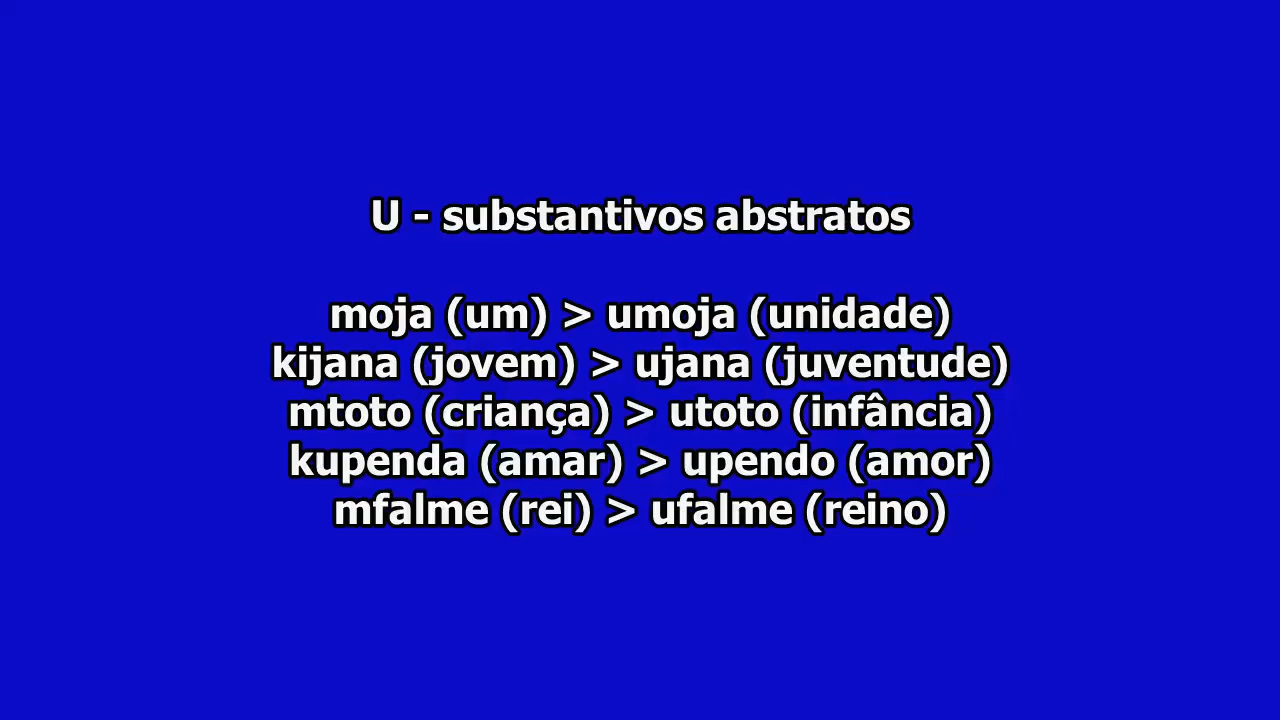 U - substantivos abstratos
moja (um) > umoja (unidade)
kijana (jovem) > ujana (juventude)
mtoto (criança) > utoto (infância)
kupenda (amar) > upendo (amor)
mfalme (rei) > ufalme (reino)